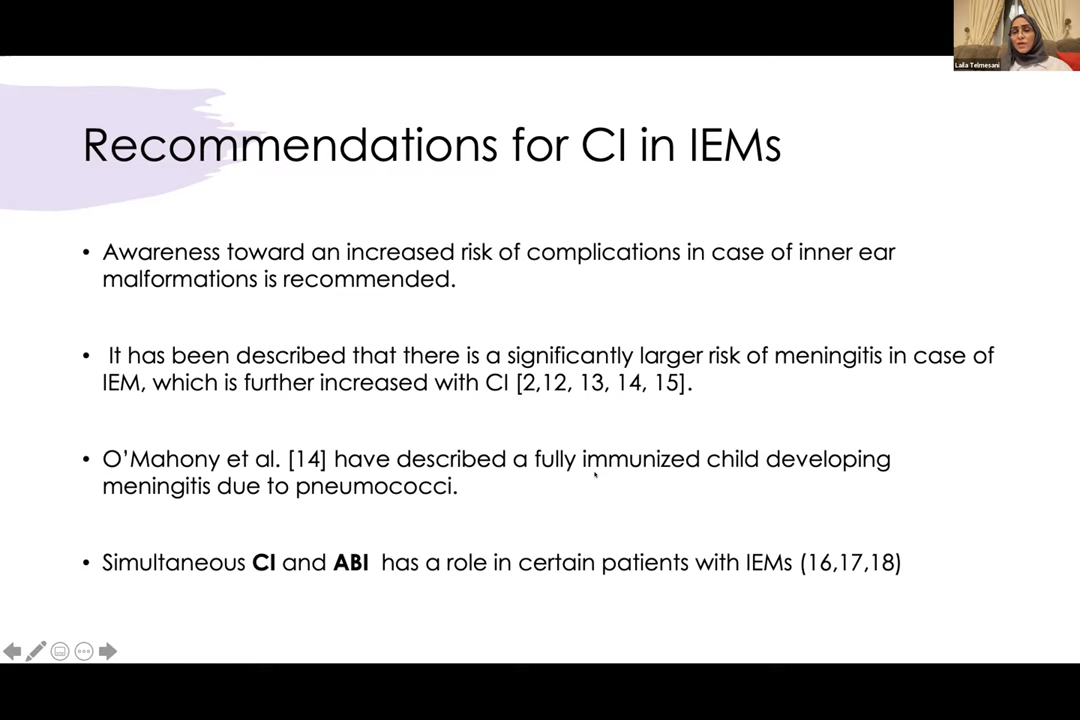 Laila Telmesani
Recommendations for CI in IEMs
• Awareness toward an increased risk of complications in case of inner ear
malformations is recommended.
• It has been described that there is a significantly larger risk of meningitis in case of
IEM, which is further increased with CI [2,12, 13, 14, 15].
• O’Mahony et al. [14] have described a fully immunized child developing
meningitis due to pneumococci.
• Simultaneous CI and ABI has a role in certain patients with IEMs (16,17,18)